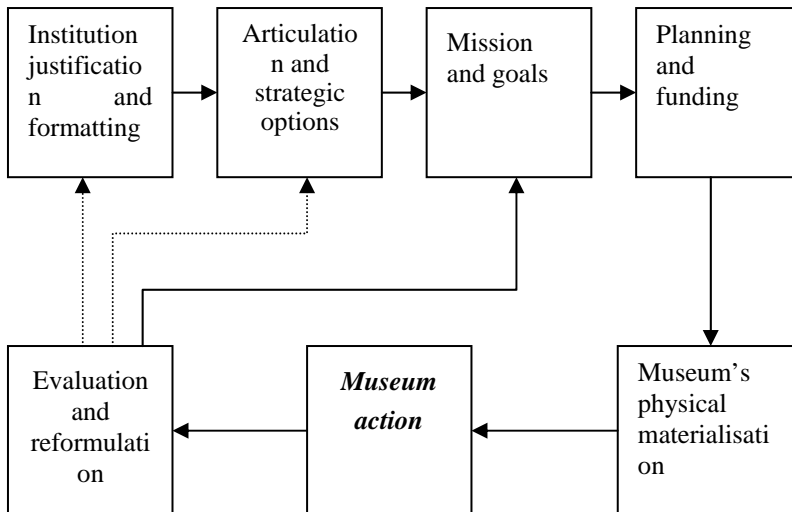 Institution
justificatio
n and
formatting
Articulatio
n and
strategic
options
Mission
and goals
Planning
and
funding
Evaluation
and
reformulati
on
Museum
action
Museum’s
physical
materialisati
on